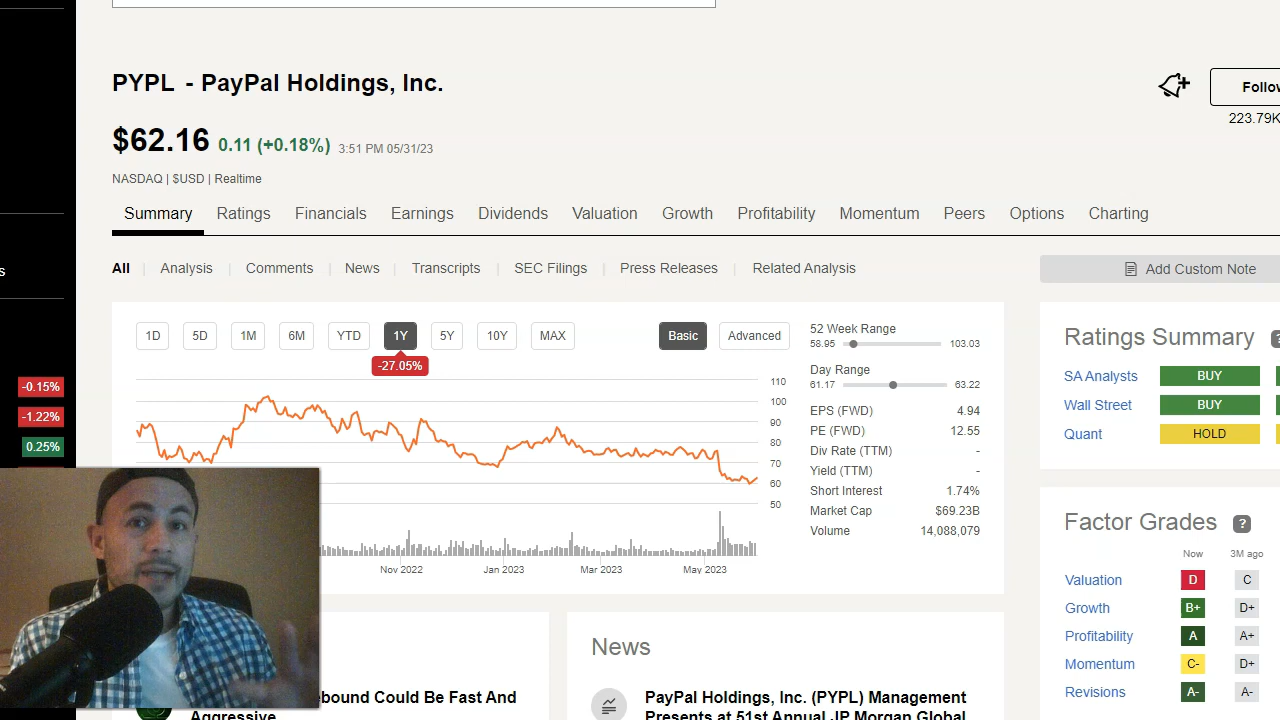 PYPL - PayPal Holdings, Inc.
Follow
223.79K
$62.16 0.11 (+0.18%) 3:51 PM 05/31/23
NASDAQ | $USD | Realtime
Summary Ratings Financials Earnings Dividends Valuation Growth Profitability Momentum Peers Options Charting
s
All | Analysis | Comments | News | Transcripts | SEC Filings | Press Releases | Related Analysis
Add Custom Note
1D 5D 1M 6M YTD 1Y 5Y 10Y MAX Basic Advanced
-27.05%
110
100
90
80
70
60
50
Nov 2022 Jan 2023 Mar 2023 May 2023
52 Week Range
58.95 103.03
Day Range
61.17 63.22
EPS (FWD) 4.94
PE (FWD) 12.55
Div Rate (TTM) -
Yield (TTM) -
Short Interest 1.74%
Market Cap $69.23B
Volume 14,088,079
Ratings Summary ?
SA Analysts BUY
Wall Street BUY
Quant HOLD
-0.15%
-1.22%
0.25%
Factor Grades ?
Now 3M ago
Valuation D C
Growth B+ D+
Profitability A A+
Momentum C- D+
Revisions A- A-
ebound Could Be Fast And
Aggressive
News
PayPal Holdings, Inc. (PYPL) Management
Presents at 51st Annual JP Morgan Global